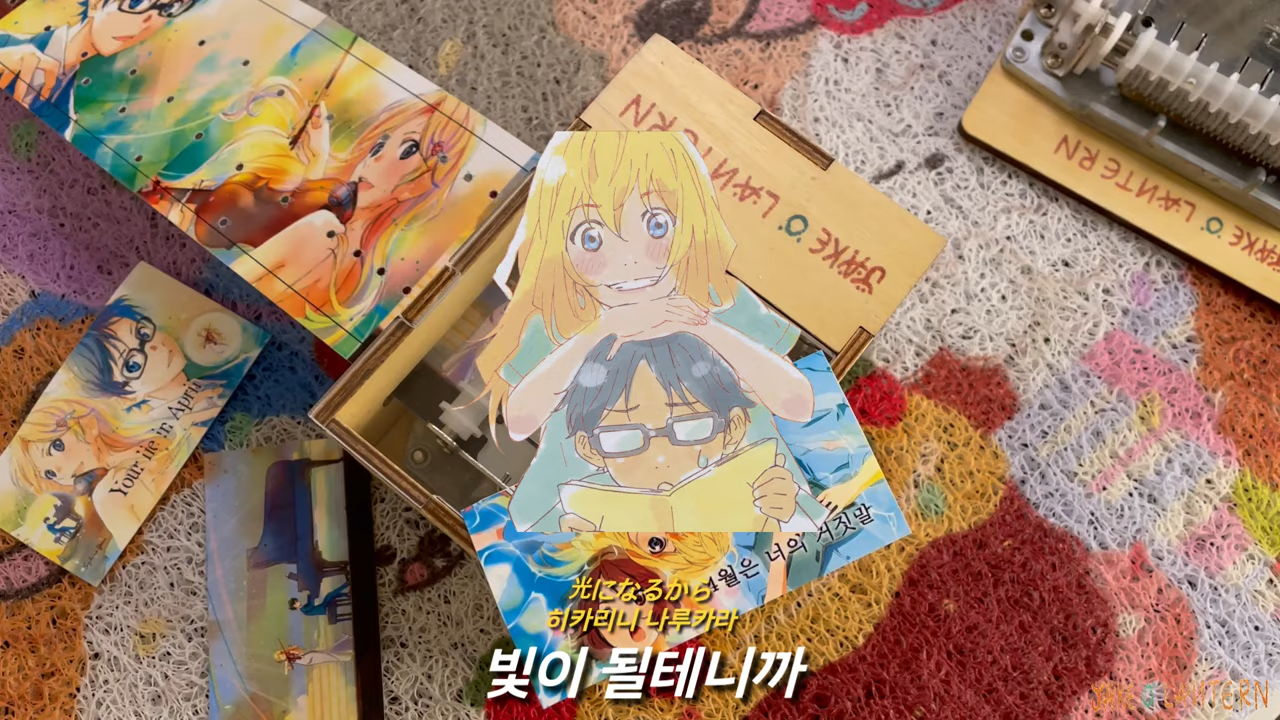 JAKE O LANTERN
JAKE O LANTERN
Your lie in April
4월은 너의 거짓말
光になるから
히카리니 나루카라
빛이 될테니까
JAKE O LANTERN